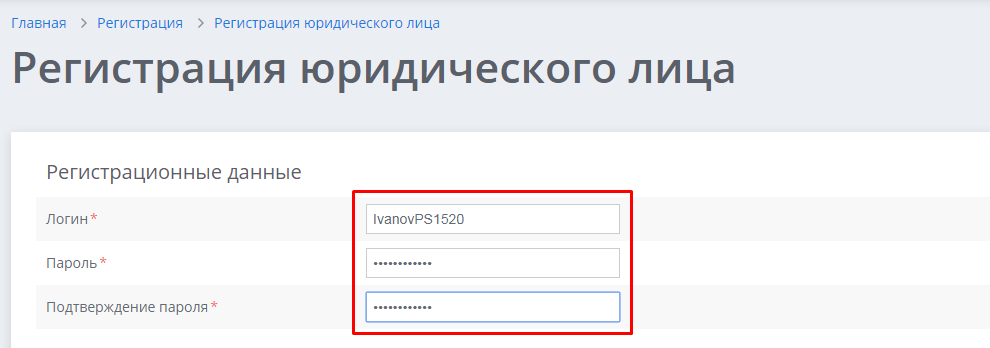 Главная > Регистрация > Регистрация юридического лица
Регистрация юридического лица
Регистрационные данные
Логин* IvanovPS1520
Пароль* ••••••••••••
Подтверждение пароля* ••••••••••••